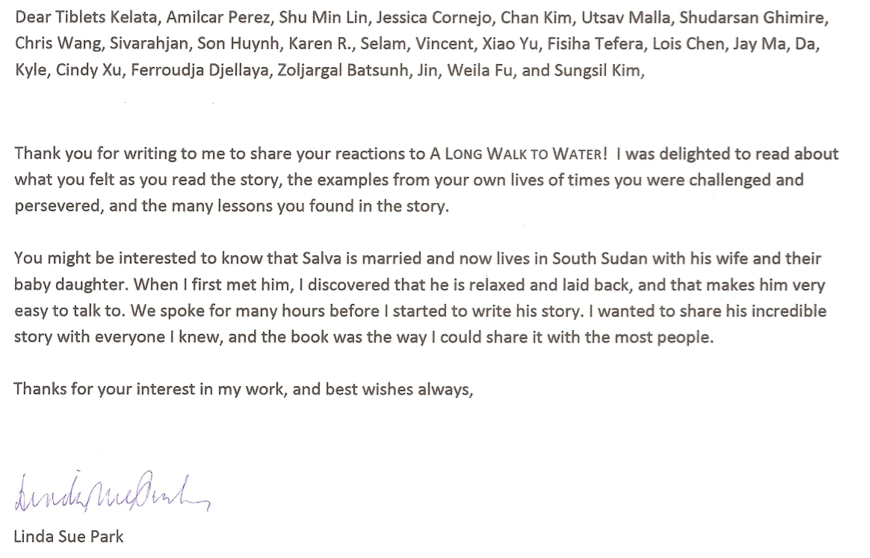 Dear Tiblets Kelata, Amilcar Perez, Shu Min Lin, Jessica Cornejo, Chan Kim, Utsav Malla, Shudarsan Ghimire,
Chris Wang, Sivarahjan, Son Huynh, Karen R., Selam, Vincent, Xiao Yu, Fisiha Tefera, Lois Chen, Jay Ma, Da,
Kyle, Cindy Xu, Ferroudja Djellaya, Zoljargal Batsunh, Jin, Weila Fu, and Sungsil Kim,
Thank you for writing to me to share your reactions to A LONG WALK TO WATER! I was delighted to read about
what you felt as you read the story, the examples from your own lives of times you were challenged and
persevered, and the many lessons you found in the story.
You might be interested to know that Salva is married and now lives in South Sudan with his wife and their
baby daughter. When I first met him, I discovered that he is relaxed and laid back, and that makes him very
easy to talk to. We spoke for many hours before I started to write his story. I wanted to share his incredible
story with everyone I knew, and the book was the way I could share it with the most people.
Thanks for your interest in my work, and best wishes always,
Linda Sue Park
Linda Sue Park